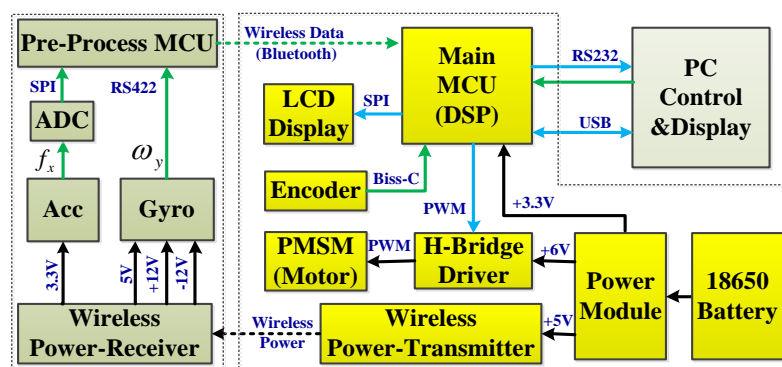 Pre-Process MCU
Wireless Data
(Bluetooth)
Main
MCU
(DSP)
RS232
USB
PC
Control
&Display
SPI
RS422
ADC
f_x
ω_y
LCD
Display
SPI
Encoder
Biss-C
Acc
Gyro
PWM
+3.3V
PMSM
(Motor)
PWM
H-Bridge
Driver
+6V
Power
Module
18650
Battery
3.3V
5V
+12V
-12V
Wireless
Power-Receiver
Wireless
Power
Wireless
Power-Transmitter
+5V